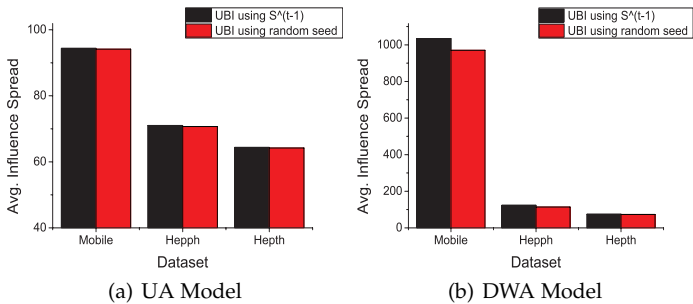 UBI using S^(t-1)
UBI using random seed
100
80
60
40
Avg. Influence Spread
Mobile
Hepph
Hepth
Dataset
(a) UA Model
UBI using S^(t-1)
UBI using random seed
1000
800
600
400
200
0
Avg. Influence Spread
Mobile
Hepph
Hepth
Dataset
(b) DWA Model